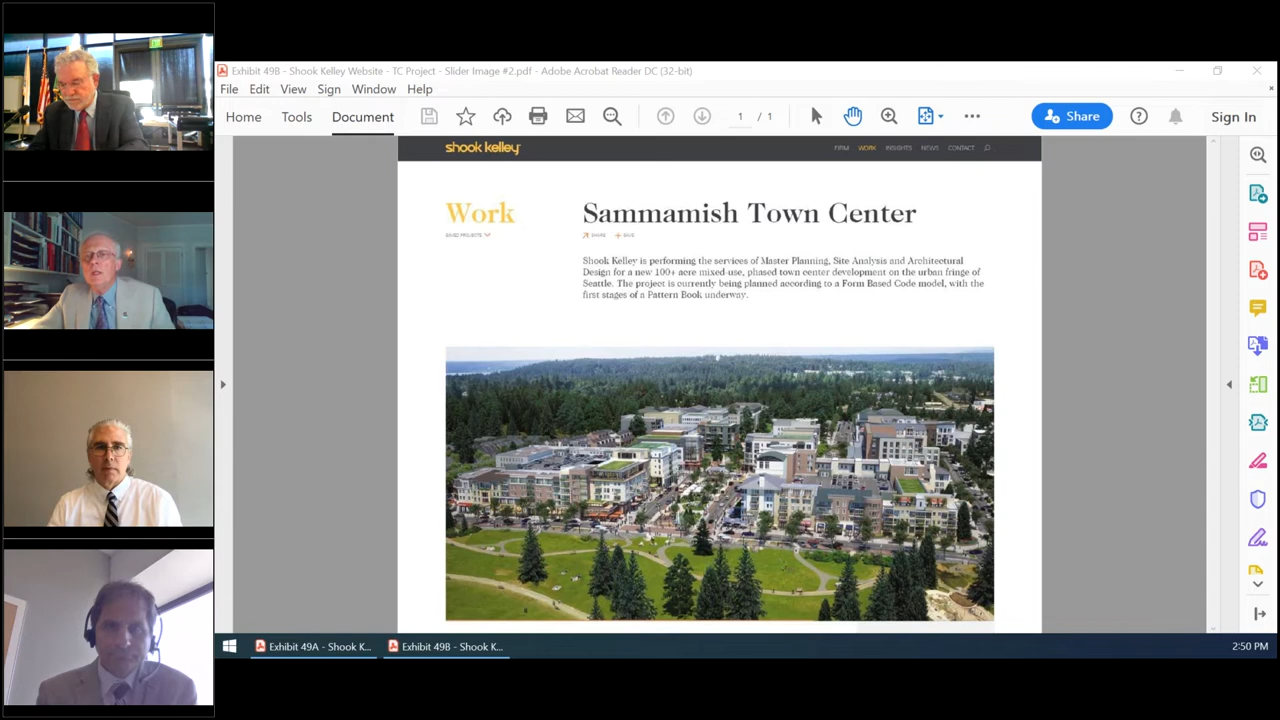 Exhibit 49B - Shook Kelley Website - TC Project - Slider Image #2.pdf - Adobe Acrobat Reader DC (32-bit)
File Edit View Sign Window Help
Home Tools Document 1 / 1 Share Sign In
shook kelley
FIRM WORK INSIGHTS NEWS CONTACT
Work Sammamish Town Center
SAVED PROJECTS SHARE SAVE
Shook Kelley is performing the services of Master Planning, Site Analysis and Architectural
Design for a new 100+ acre mixed-use, phased town center development on the urban fringe of
Seattle. The project is currently being planned according to a Form Based Code model, with the
first stages of a Pattern Book underway.
Exhibit 49A - Shook K... Exhibit 49B - Shook K... 2:50 PM